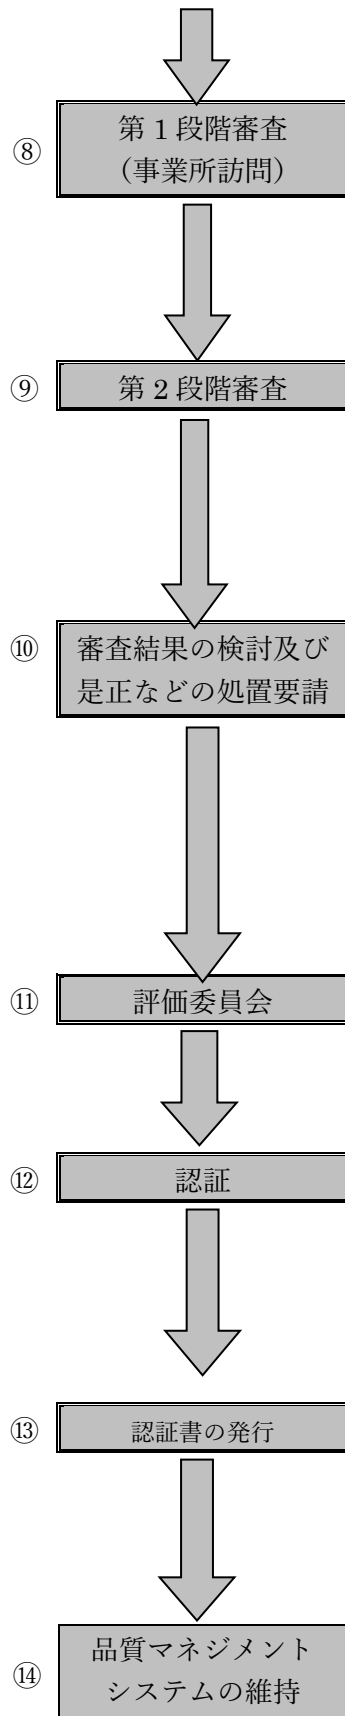 ⑧ 第1段階審査
(事業所訪問)
⑨ 第2段階審査
⑩ 審査結果の検討及び
是正などの処置要請
⑪ 評価委員会
⑫ 認証
⑬ 認証書の発行
⑭ 品質マネジメント
システムの維持